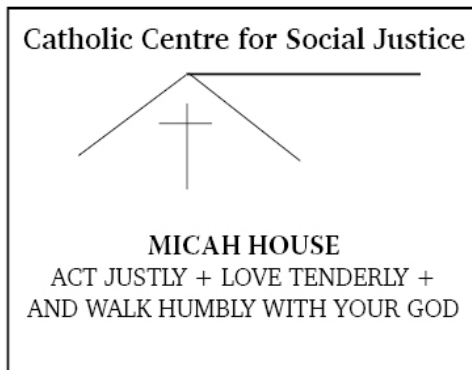 Catholic Centre for Social Justice
MICAH HOUSE
ACT JUSTLY + LOVE TENDERLY +
AND WALK HUMBLY WITH YOUR GOD